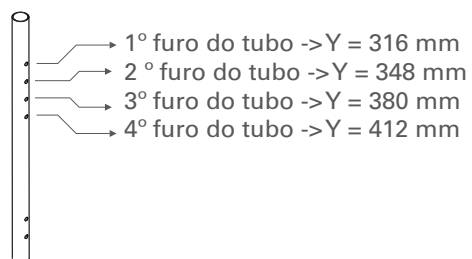 1º furo do tubo -> Y = 316 mm
2 º furo do tubo -> Y = 348 mm
3º furo do tubo -> Y = 380 mm
4º furo do tubo -> Y = 412 mm